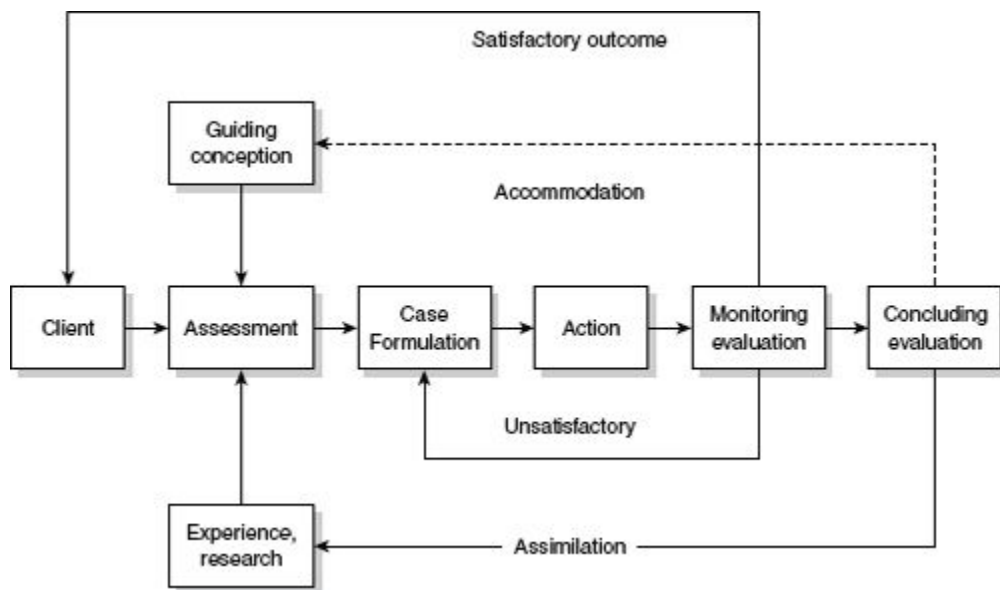 Satisfactory outcome
Guiding
conception
Accommodation
Client
Assessment
Case
Formulation
Action
Monitoring
evaluation
Concluding
evaluation
Unsatisfactory
Experience,
research
Assimilation